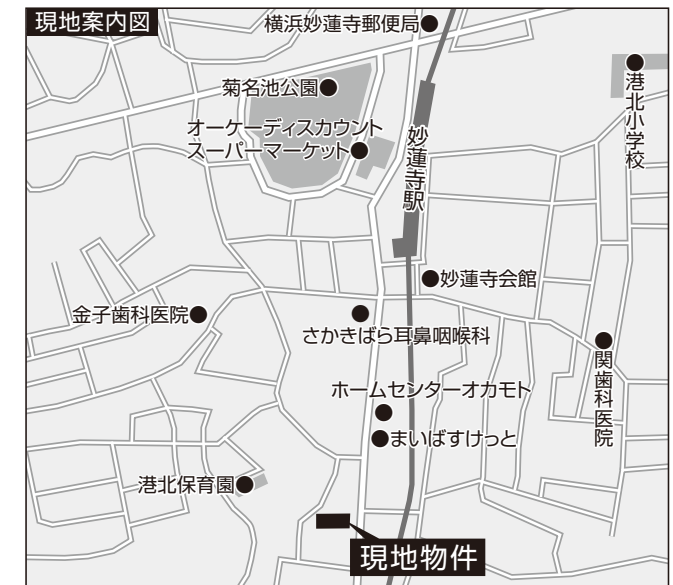 現地案内図
横浜妙蓮寺郵便局
菊名池公園
オーケーディスカウント
スーパーマーケット
妙蓮寺駅
港北小学校
妙蓮寺会館
金子歯科医院
さかきばら耳鼻咽喉科
関歯科医院
ホームセンターオカモト
まいばすけっと
港北保育園
現地物件